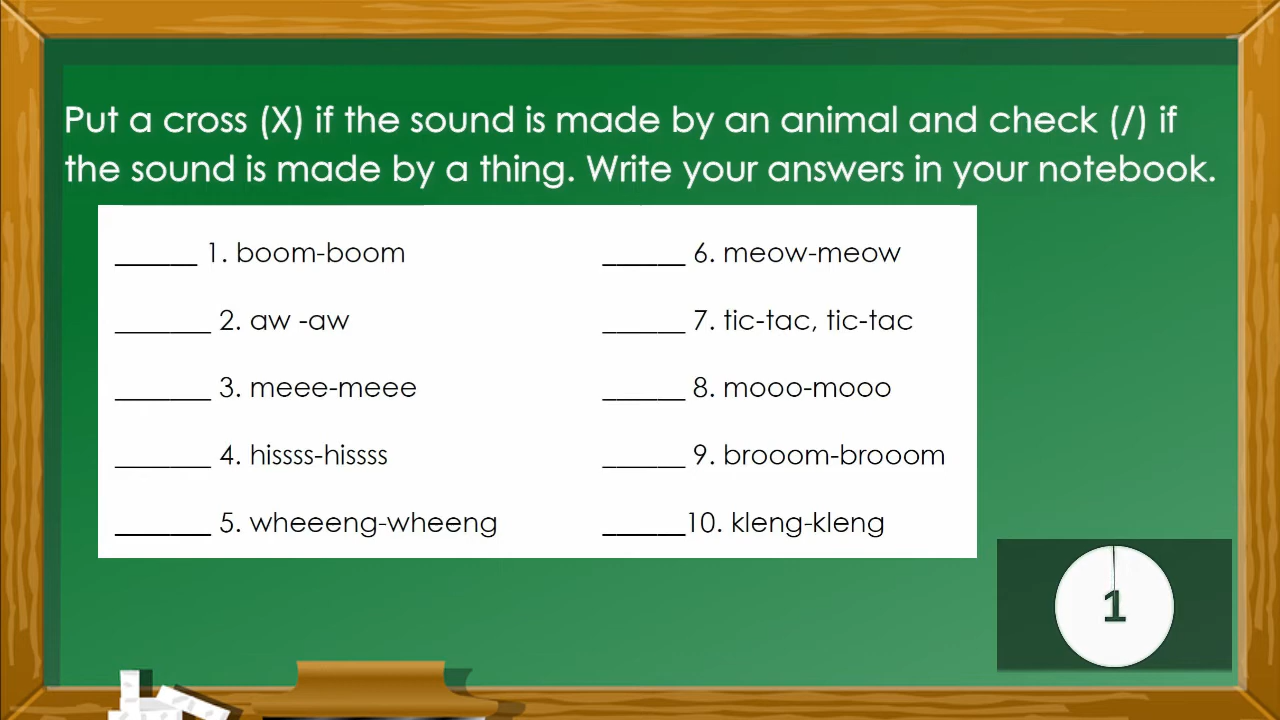 Put a cross (X) if the sound is made by an animal and check (/) if
the sound is made by a thing. Write your answers in your notebook.
______ 1. boom-boom
_______ 2. aw -aw
_______ 3. meee-meee
_______ 4. hissss-hissss
_______ 5. wheeeng-wheeng
______ 6. meow-meow
______ 7. tic-tac, tic-tac
______ 8. mooo-mooo
______ 9. brooom-brooom
______10. kleng-kleng
1